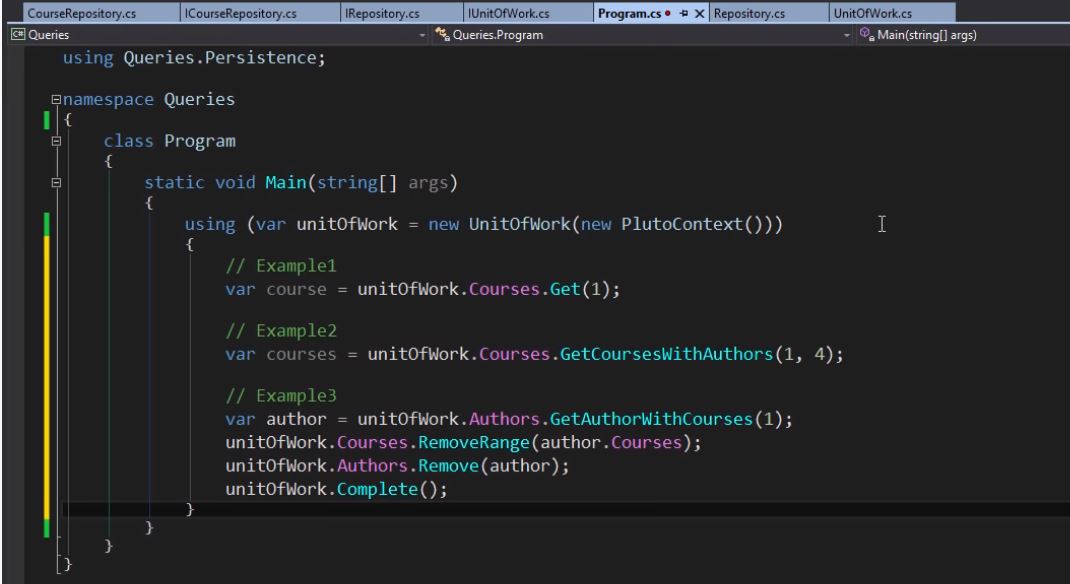 CourseRepository.cs ICourseRepository.cs IRepository.cs IUnitOfWork.cs Program.cs Repository.cs UnitOfWork.cs
C# Queries Queries.Program Main(string[] args)
using Queries.Persistence;
namespace Queries
{
class Program
{
static void Main(string[] args)
{
using (var unitOfWork = new UnitOfWork(new PlutoContext()))
{
// Example1
var course = unitOfWork.Courses.Get(1);
// Example2
var courses = unitOfWork.Courses.GetCoursesWithAuthors(1, 4);
// Example3
var author = unitOfWork.Authors.GetAuthorWithCourses(1);
unitOfWork.Courses.RemoveRange(author.Courses);
unitOfWork.Authors.Remove(author);
unitOfWork.Complete();
}
}
}
}